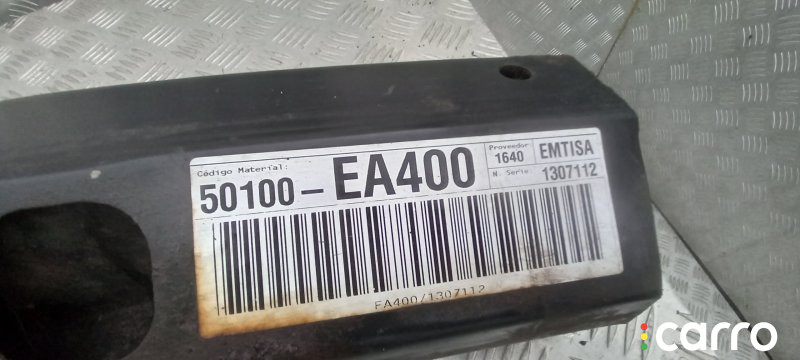 Código Material:
50100-EA400
Proveedor
1640
EMTISA
N. Serie
1307112
EA400/1307112
carro